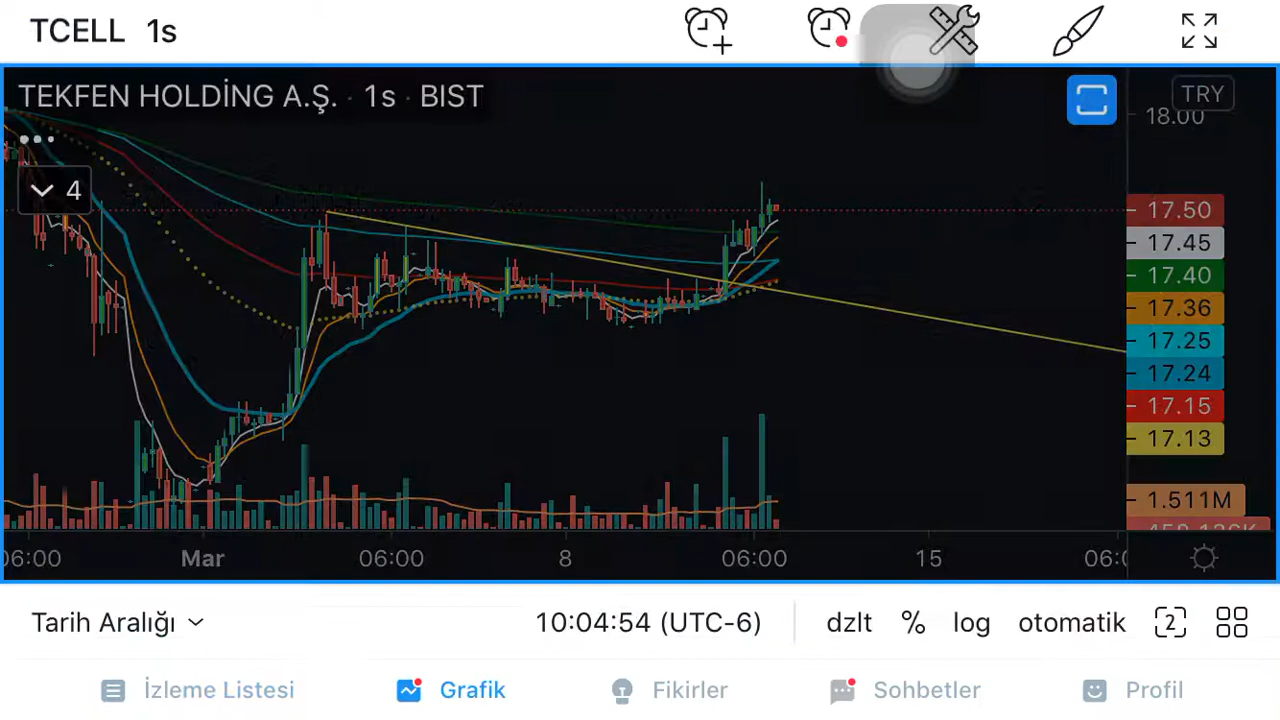 TCELL 1s
TEKFEN HOLDİNG A.Ş. · 1s · BIST
TRY
18.00
4
17.50
17.45
17.40
17.36
17.25
17.24
17.15
17.13
1.511M
06:00 Mar 06:00 8 06:00 15
Tarih Aralığı 10:04:54 (UTC-6) dzlt % log otomatik 2
İzleme Listesi Grafik Fikirler Sohbetler Profil